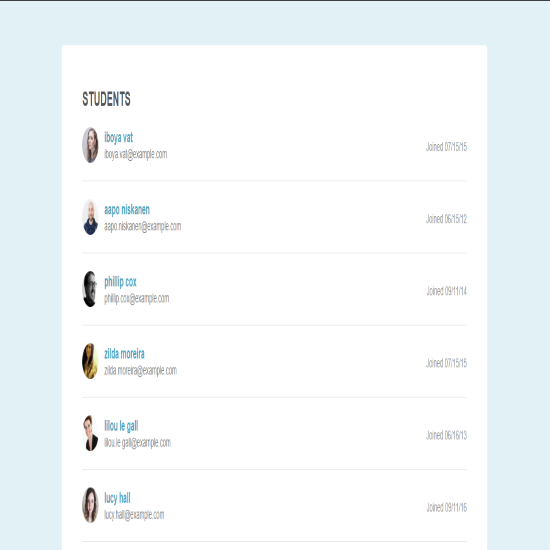 STUDENTS
iboya vat
iboya.vat@example.com
Joined 07/15/15
aapo niskanen
aapo.niskanen@example.com
Joined 06/15/12
phillip cox
phillip.cox@example.com
Joined 09/11/14
zilda moreira
zilda.moreira@example.com
Joined 07/15/15
lilou le gall
lilou.le gall@example.com
Joined 06/16/13
lucy hall
lucy.hall@example.com
Joined 09/11/16